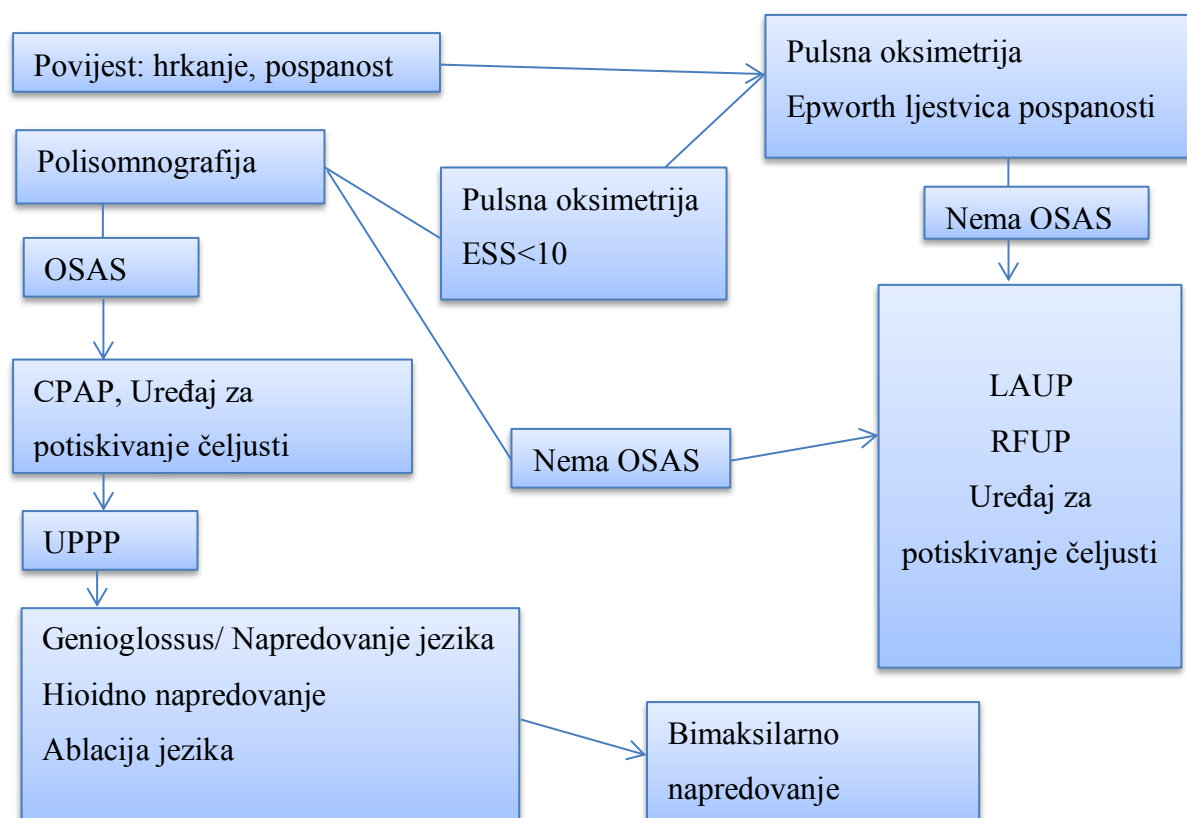 Povijest: hrkanje, pospanost
Pulsna oksimetrija
Epworth ljestvica pospanosti
Polisomnografija
Pulsna oksimetrija
ESS<10
Nema OSAS
OSAS
CPAP, Uređaj za
potiskivanje čeljusti
Nema OSAS
LAUP
RFUP
Uređaj za
potiskivanje čeljusti
UPPP
Genioglossus/ Napredovanje jezika
Hioidno napredovanje
Ablacija jezika
Bimaksilarno
napredovanje